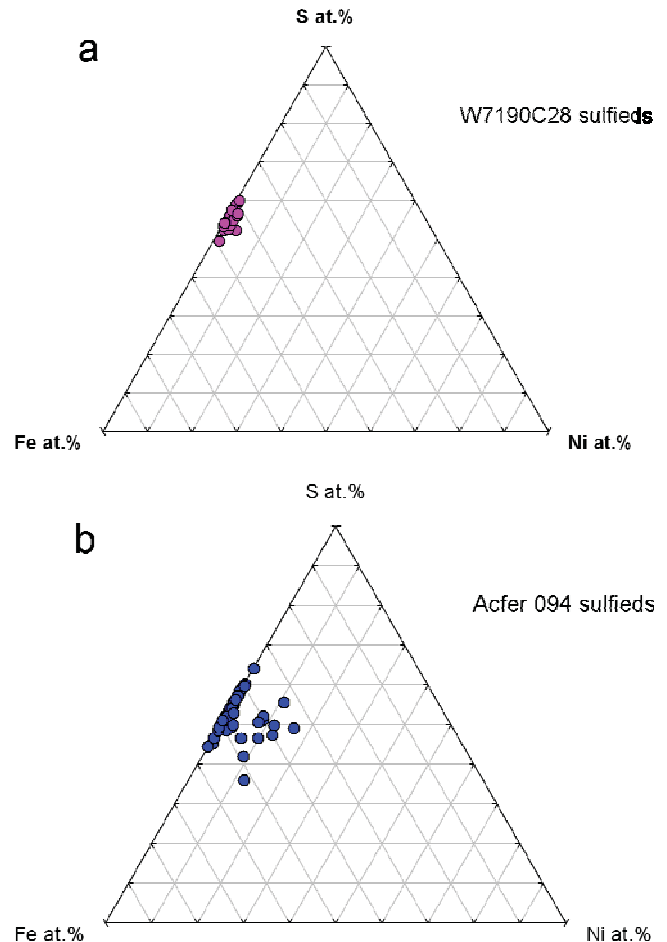 S at.%
a
W7190C28 sulfieds
Fe at.%
Ni at.%
S at.%
b
Acfer 094 sulfieds
Fe at.%
Ni at.%